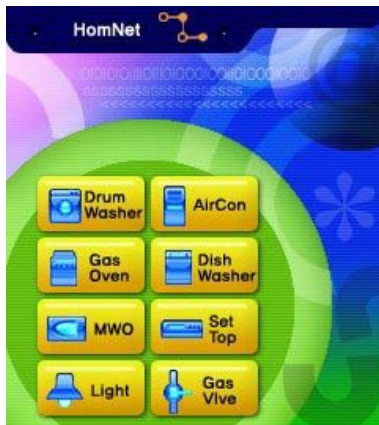 HomNet
Drum
Washer
AirCon
Gas
Oven
Dish
Washer
MWO
Set
Top
Light
Gas
Vlve